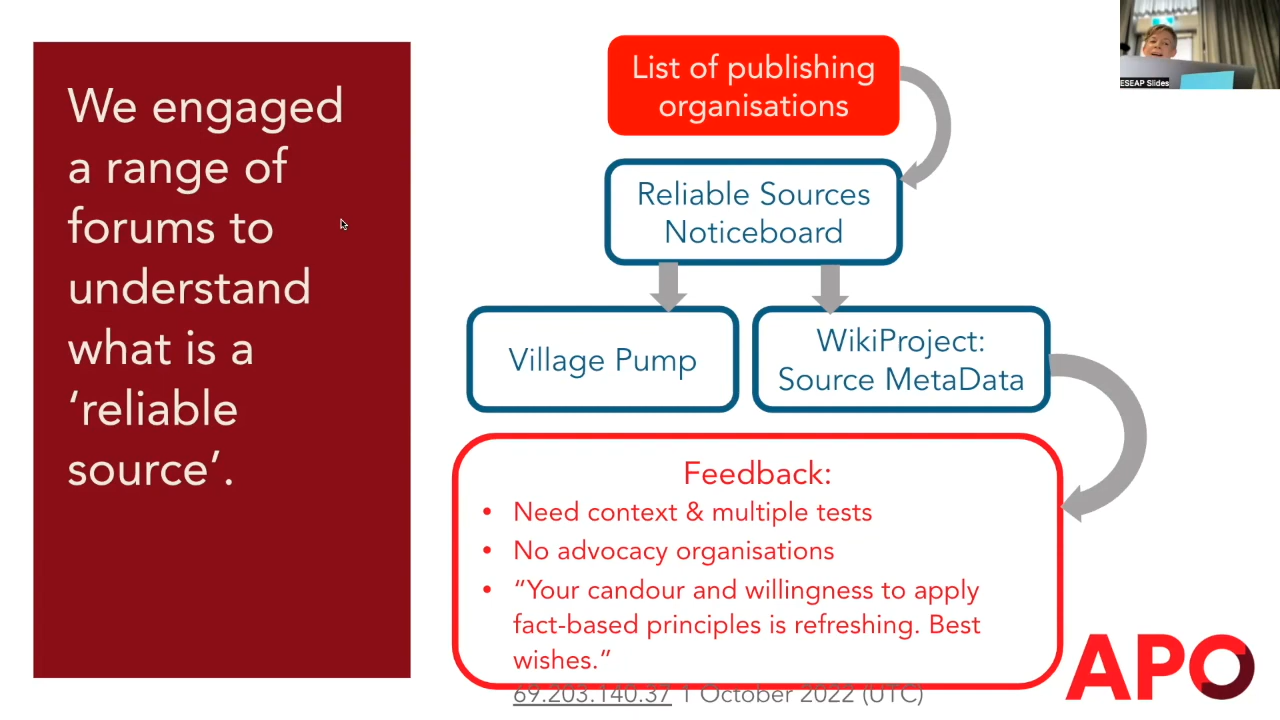 We engaged
a range of
forums to
understand
what is a
‘reliable
source’.
List of publishing
organisations
Reliable Sources
Noticeboard
Village Pump
WikiProject:
Source MetaData
Feedback:
• Need context & multiple tests
• No advocacy organisations
• “Your candour and willingness to apply
fact-based principles is refreshing. Best
wishes.”
69.203.140.37 1 October 2022 (UTC)
APO
ESEAP Slides